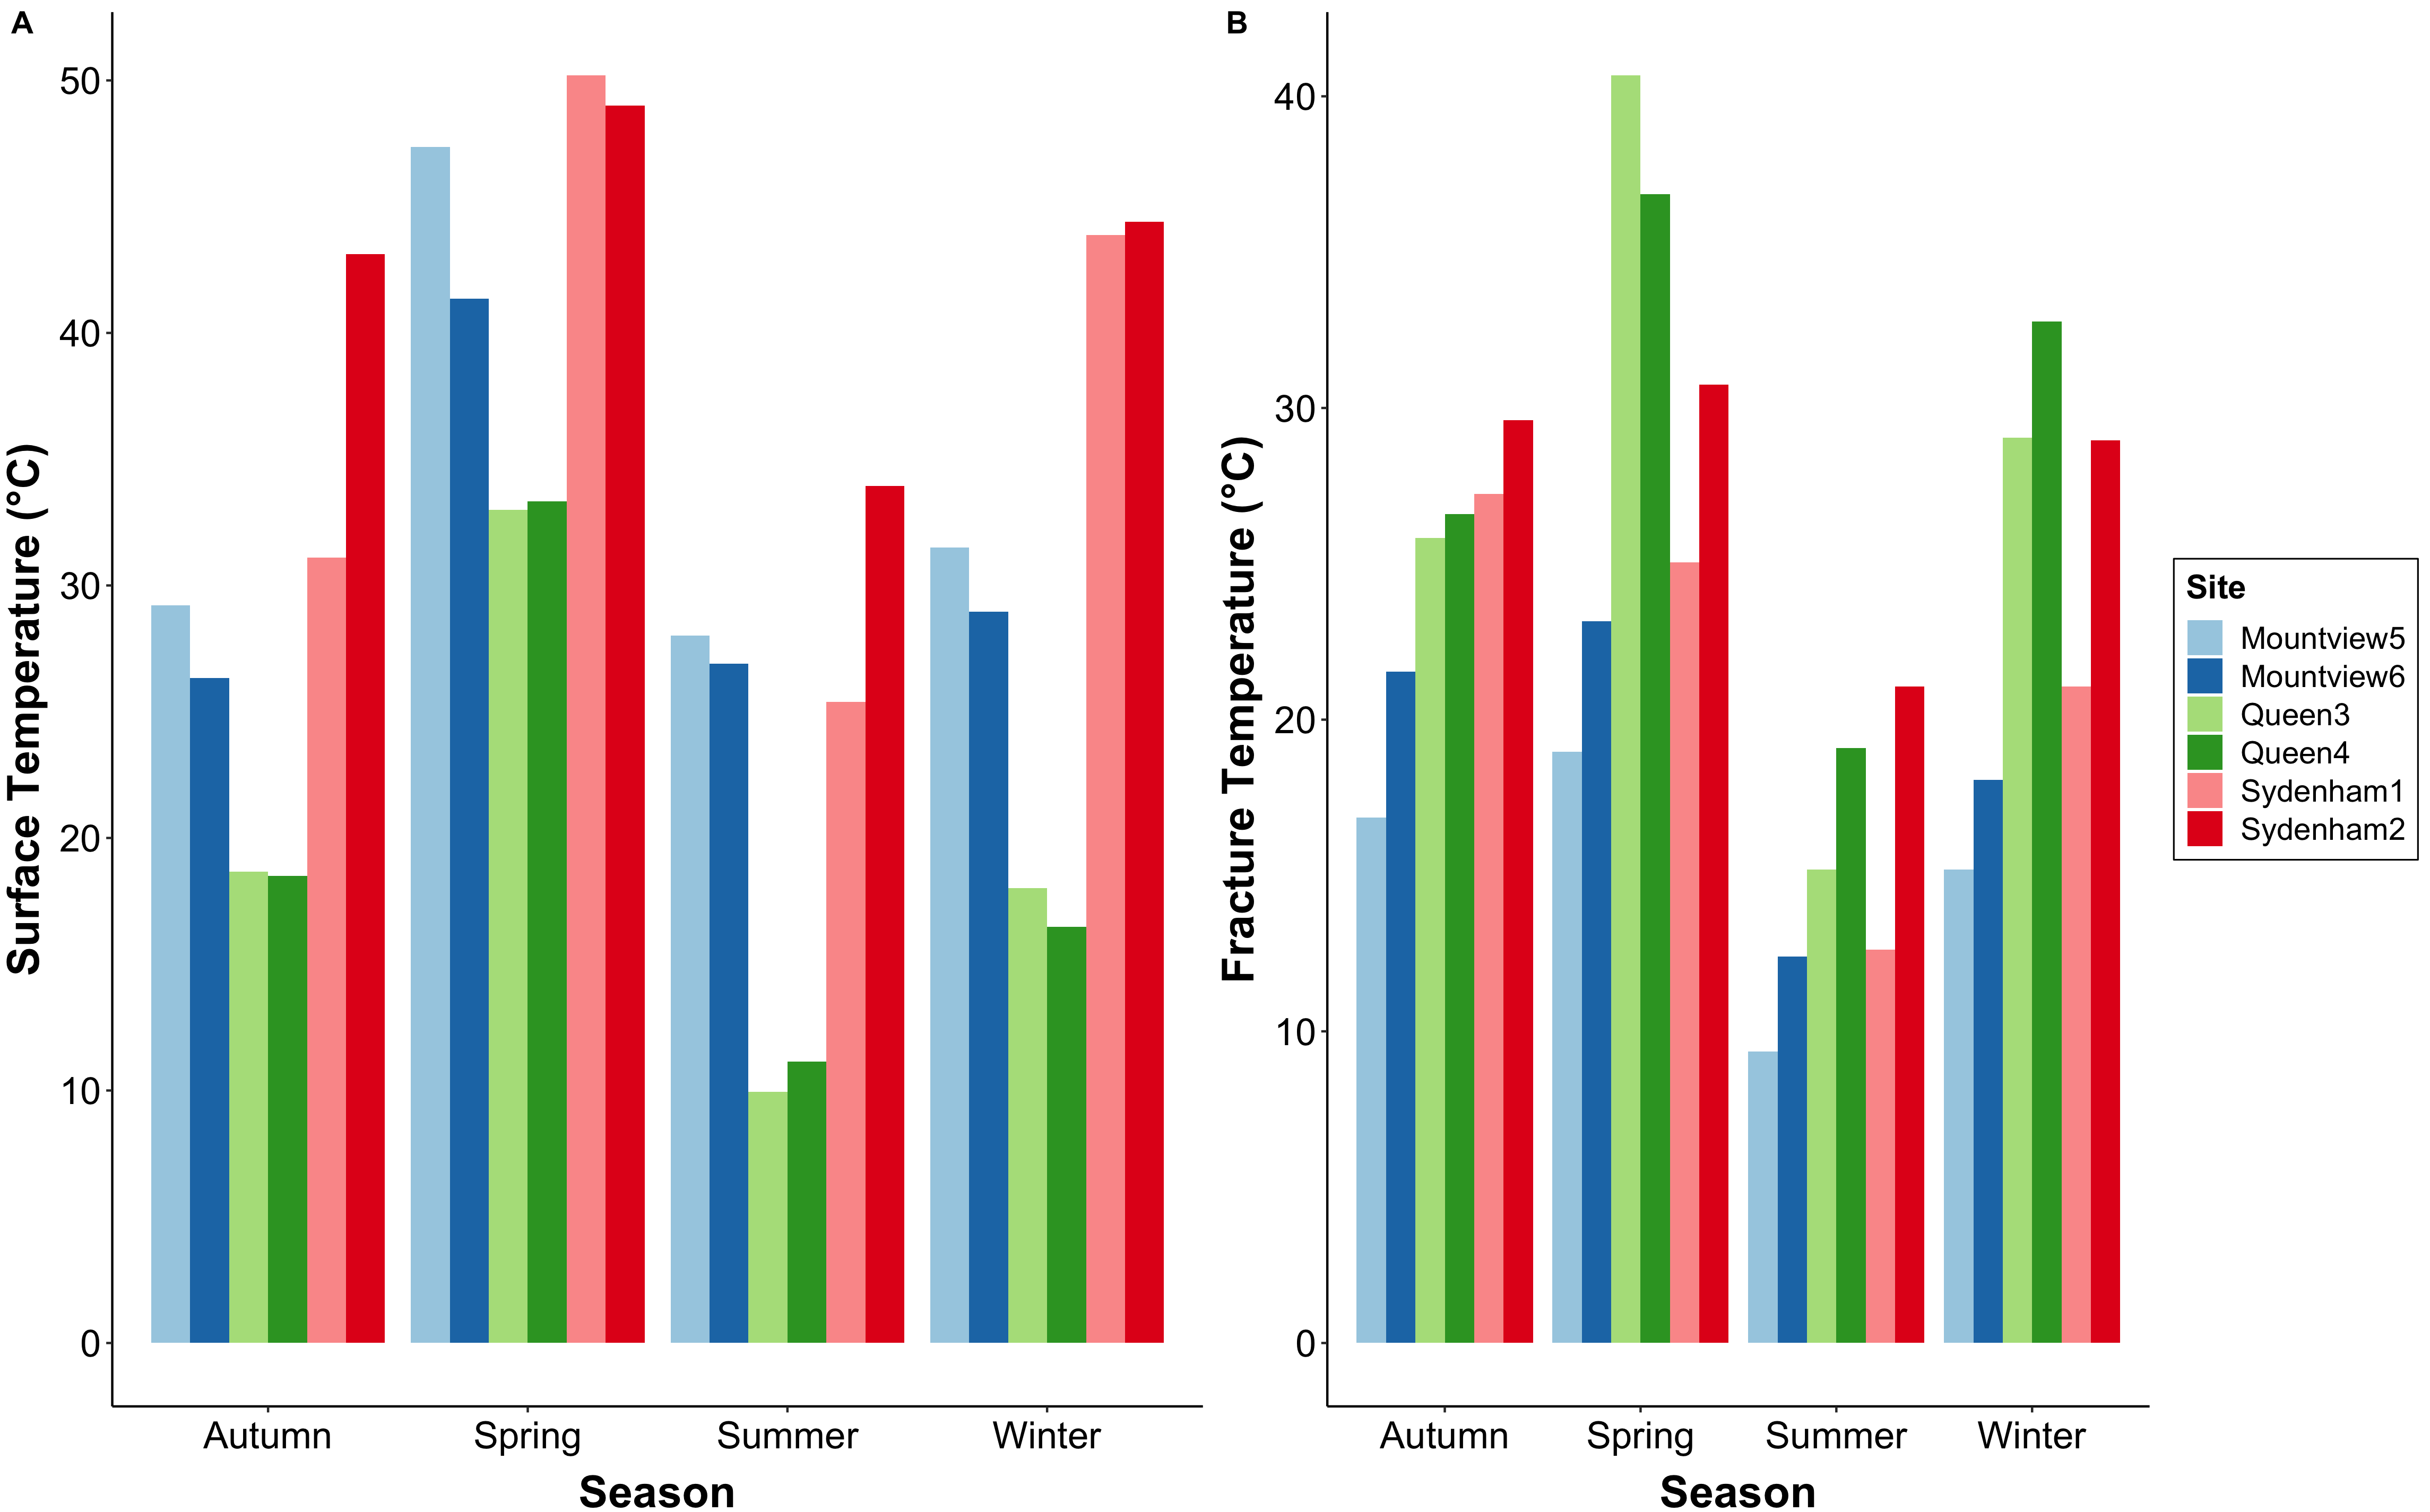 A
Surface Temperature (°C)
50
40
30
20
10
0
Autumn Spring Summer Winter
Season
B
Fracture Temperature (°C)
40
30
20
10
0
Autumn Spring Summer Winter
Season
Site
Mountview5
Mountview6
Queen3
Queen4
Sydenham1
Sydenham2